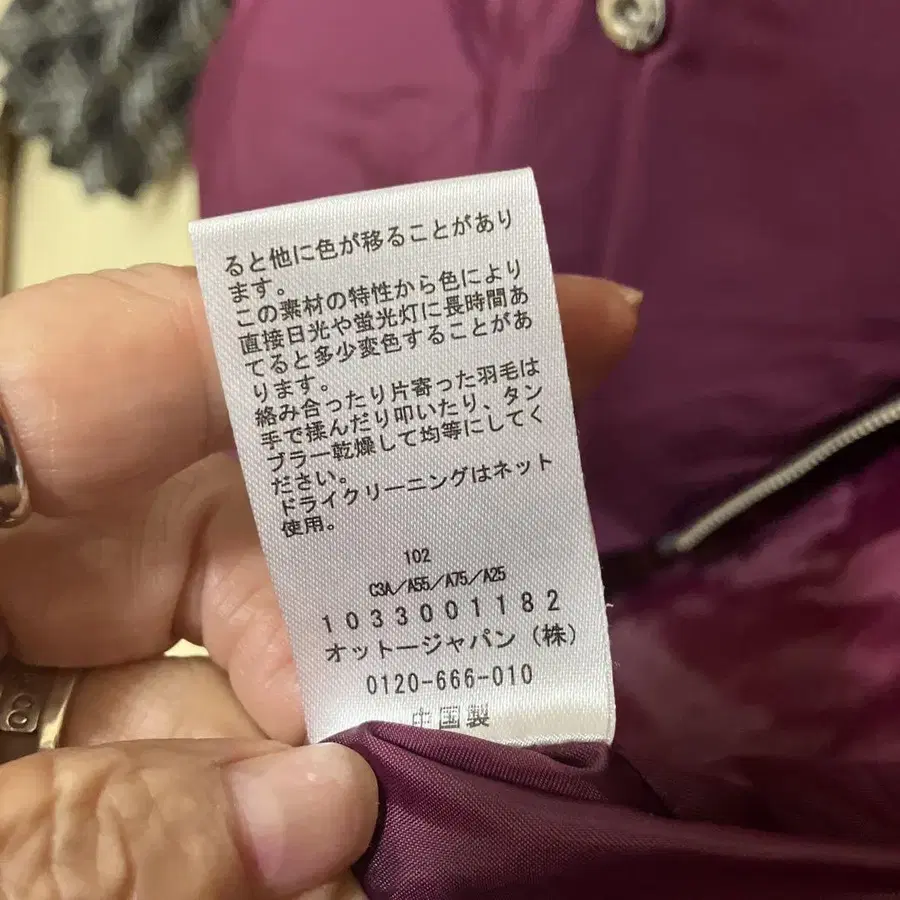 ると他に色が移ることがあり
ます。
この素材の特性から色により
直接日光や蛍光灯に長時間あ
てると多少変色することがあ
ります。
絡み合ったり片寄った羽毛は
手で揉んだり叩いたり、タン
ブラー乾燥して均等にしてく
ださい。
ドライクリーニングはネット
使用。
102
C3A/A55/A75/A25
1033001182
オットージャパン（株）
0120-666-010
中国製
CO